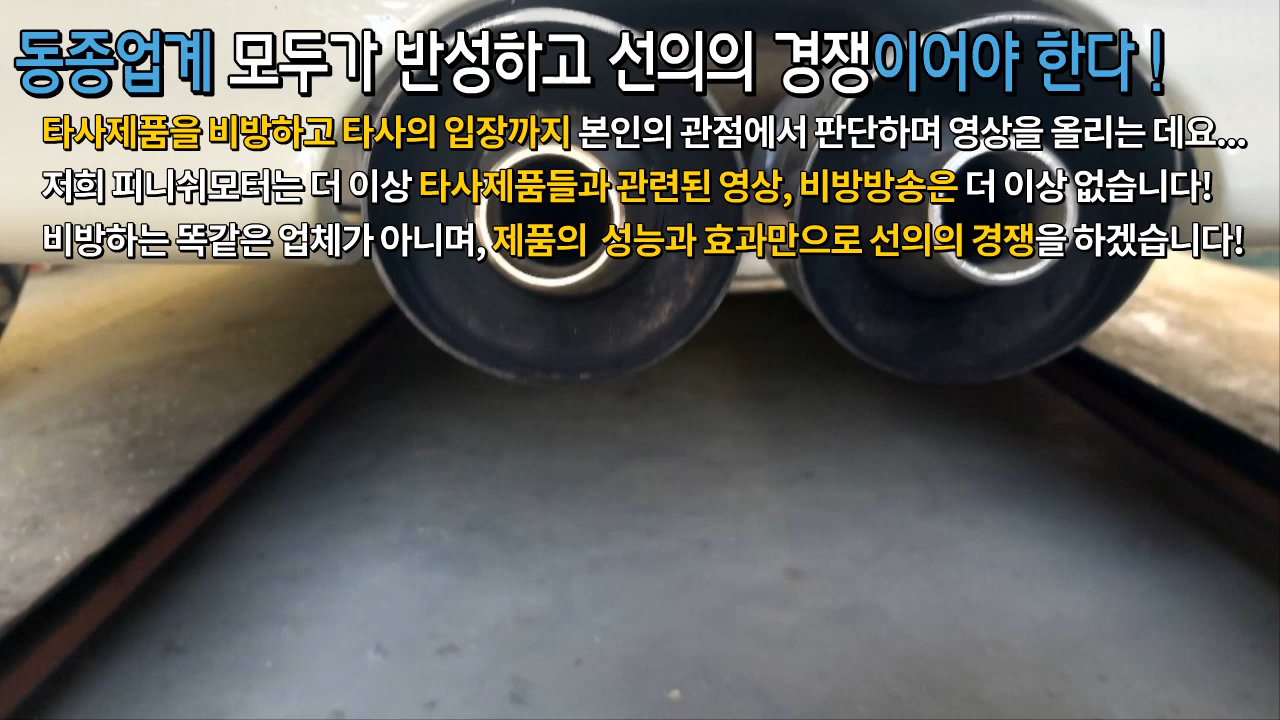 동종업계 모두가 반성하고 선의의 경쟁이어야 한다!
타사제품을 비방하고 타사의 입장까지 본인의 관점에서 판단하며 영상을 올리는 데요...
저희 피니쉬모터는 더 이상 타사제품들과 관련된 영상, 비방방송은 더 이상 없습니다!
비방하는 똑같은 업체가 아니며, 제품의 성능과 효과만으로 선의의 경쟁을 하겠습니다!